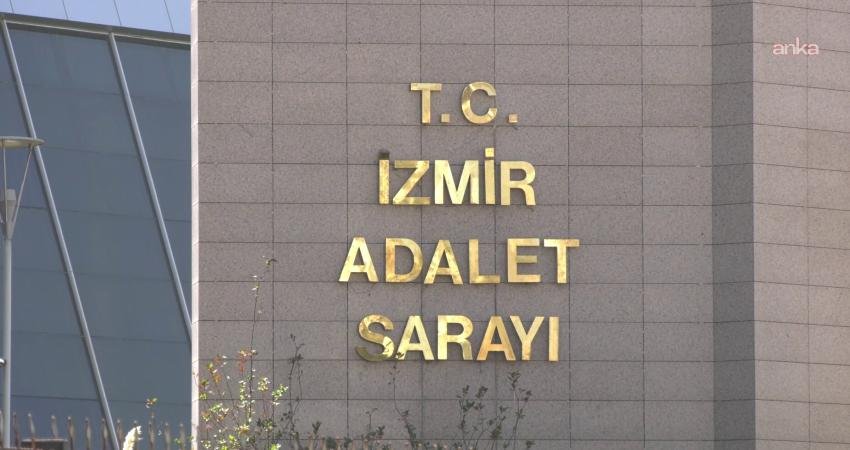 anka
T.C.
İZMİR
ADALET
SARAYI